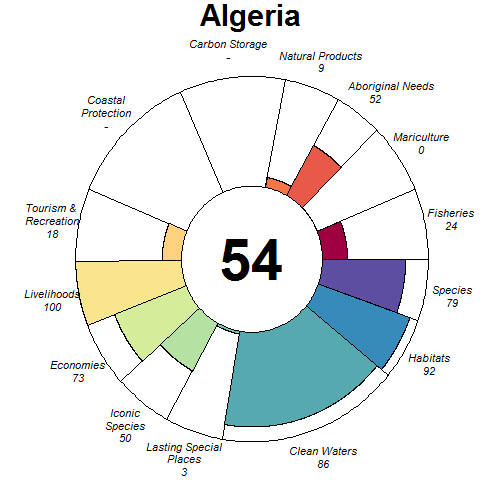 Algeria
Carbon Storage
-
Natural Products
9
Aboriginal Needs
52
Mariculture
0
Fisheries
24
Species
79
Habitats
92
Clean Waters
86
Lasting Special
Places
3
Iconic
Species
50
Economies
73
Livelihoods
100
Tourism &
Recreation
18
Coastal
Protection
-
54